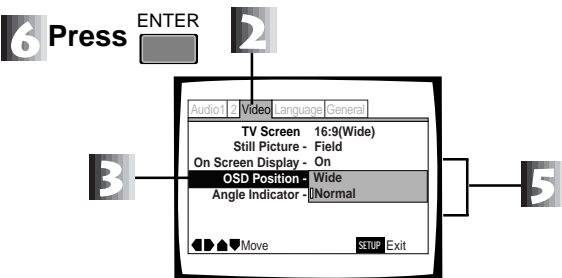 ENTER
6 Press
2
Audio1 2 Video Language General
TV Screen 16:9(Wide)
Still Picture - Field
On Screen Display - On
OSD Position - Wide
Angle Indicator - Normal
3
5
Move SETUP Exit